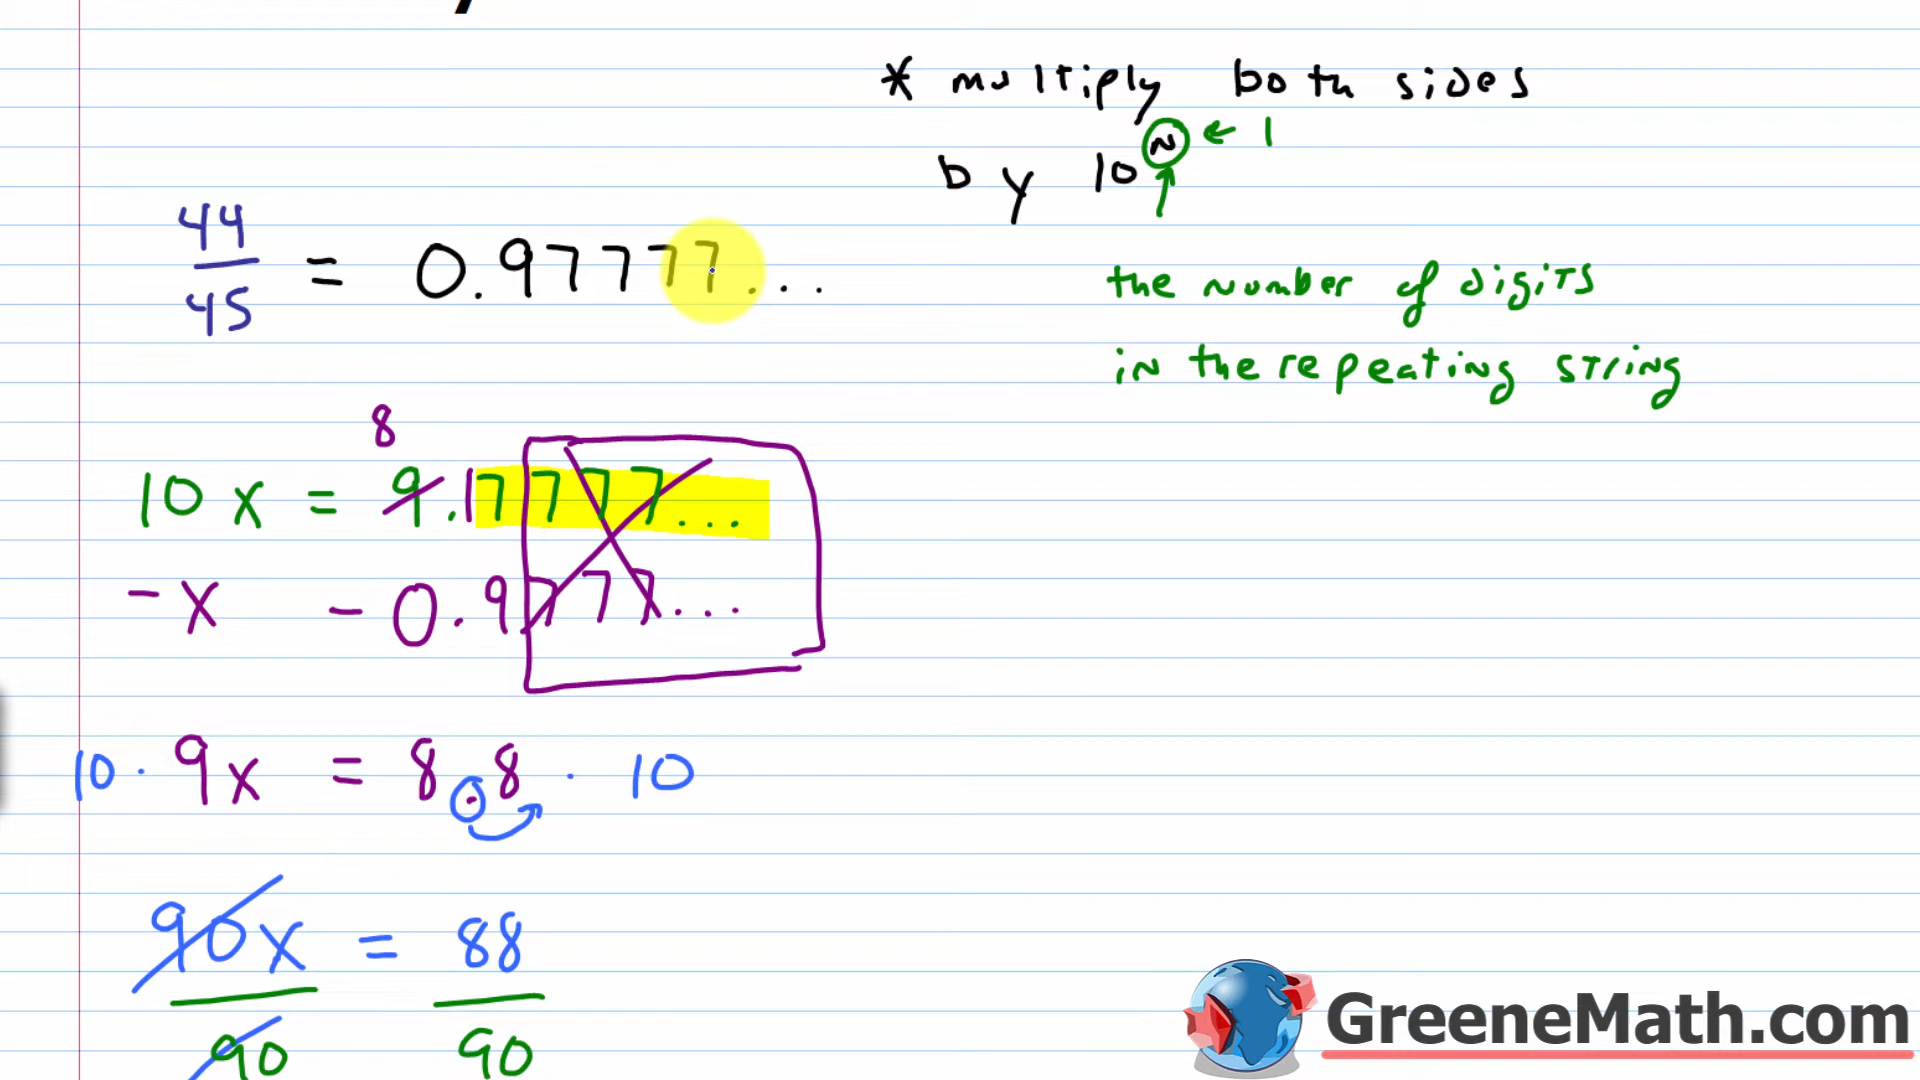 * multiply both sides
by 10^N ← 1
44/45 = 0.97777...
the number of digits
in the repeating string
8
10x = 9.17777...
- x - 0.9777...
10 · 9x = 8.8 · 10
90x = 88
90 90
GreeneMath.com